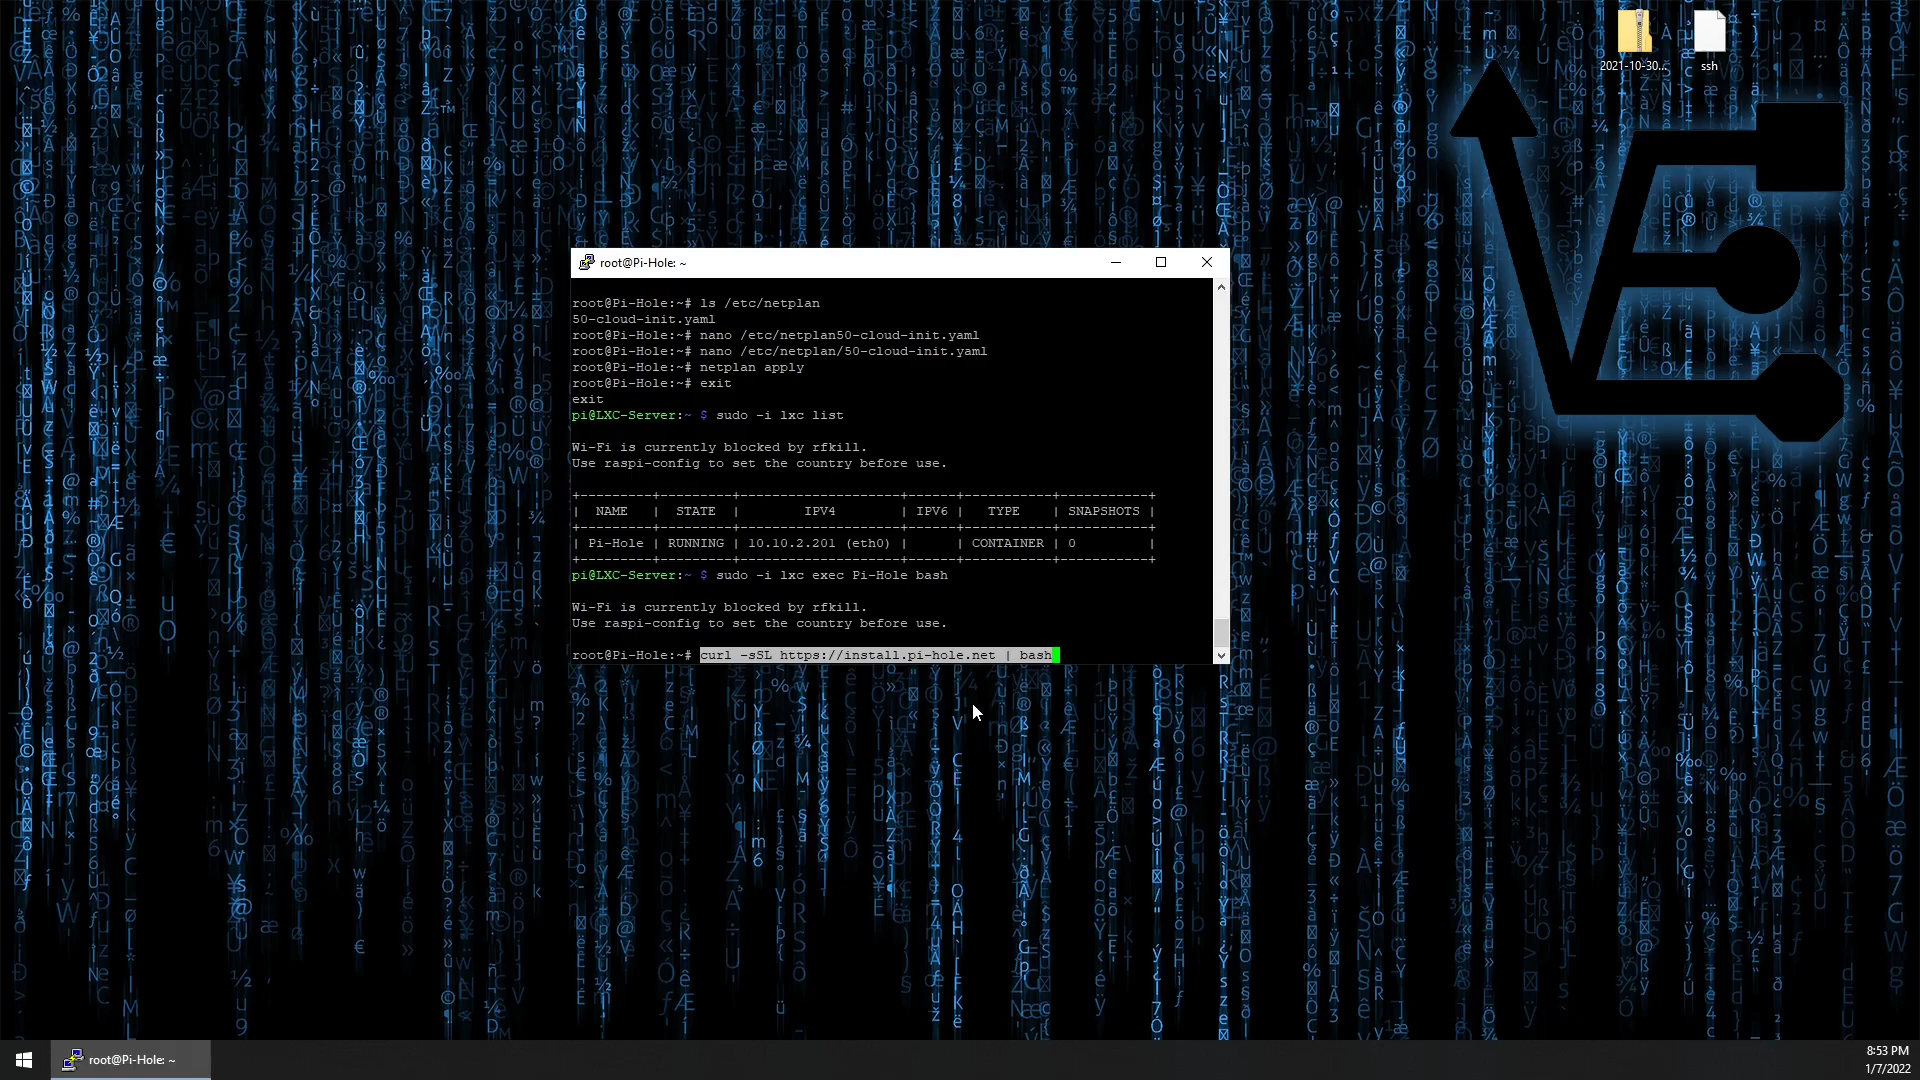 2021-10-30...
ssh
root@Pi-Hole: ~
root@Pi-Hole:~# ls /etc/netplan
50-cloud-init.yaml
root@Pi-Hole:~# nano /etc/netplan50-cloud-init.yaml
root@Pi-Hole:~# nano /etc/netplan/50-cloud-init.yaml
root@Pi-Hole:~# netplan apply
root@Pi-Hole:~# exit
exit
pi@LXC-Server:~ $ sudo -i lxc list
Wi-Fi is currently blocked by rfkill.
Use raspi-config to set the country before use.
+---------+---------+--------------------+------+-----------+-----------+
|  NAME   |  STATE  |        IPV4        | IPV6 |   TYPE    | SNAPSHOTS |
+---------+---------+--------------------+------+-----------+-----------+
| Pi-Hole | RUNNING | 10.10.2.201 (eth0) |      | CONTAINER | 0         |
+---------+---------+--------------------+------+-----------+-----------+
pi@LXC-Server:~ $ sudo -i lxc exec Pi-Hole bash
Wi-Fi is currently blocked by rfkill.
Use raspi-config to set the country before use.
root@Pi-Hole:~# curl -sSL https://install.pi-hole.net | bash
root@Pi-Hole: ~
8:53 PM
1/7/2022